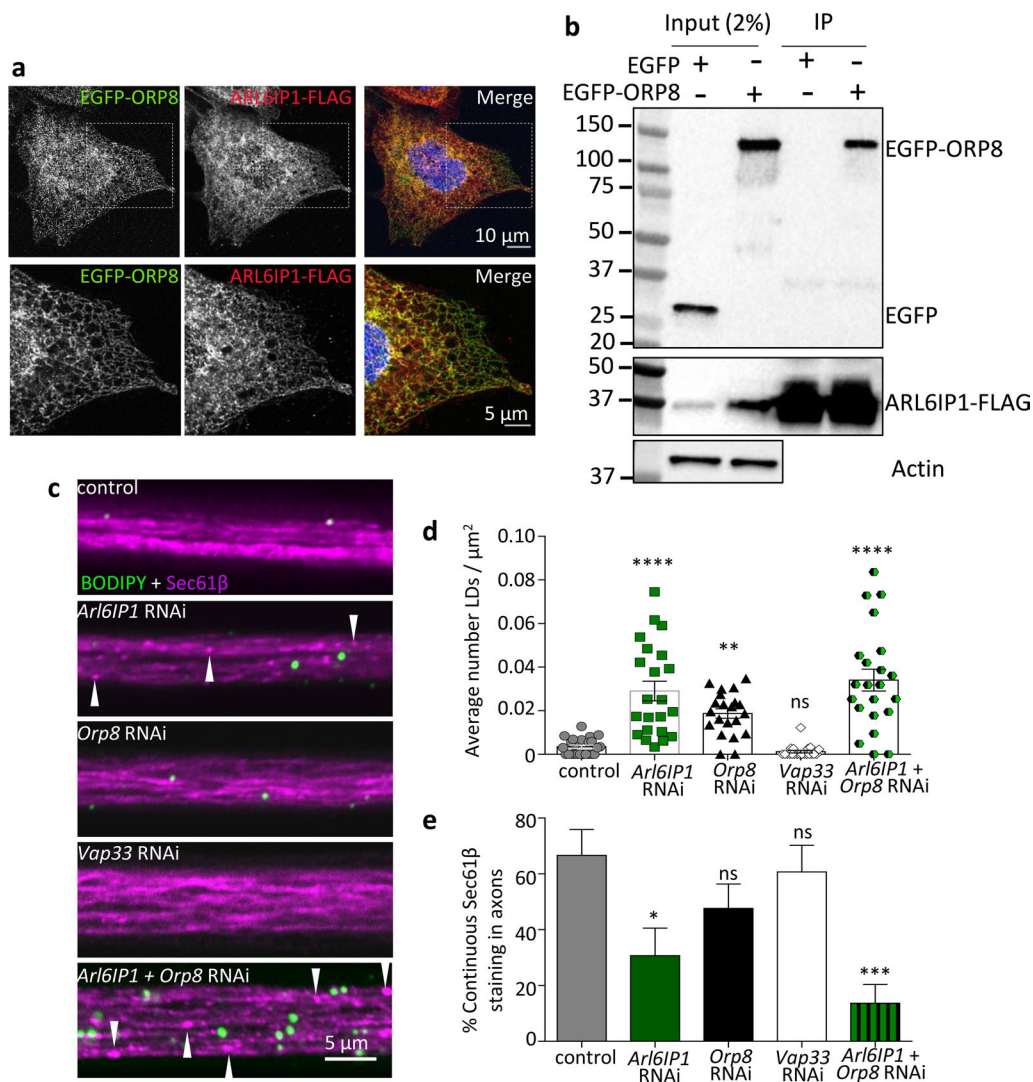 a
EGFP-ORP8
ARL6IP1-FLAG
Merge
10 µm
EGFP-ORP8
ARL6IP1-FLAG
Merge
5 µm
b
Input (2%) IP
EGFP + - + -
EGFP-ORP8 - + - +
150
100
75
50
37
25
20
EGFP-ORP8
EGFP
50
37
ARL6IP1-FLAG
37
Actin
c
control
BODIPY + Sec61β
Arl6IP1 RNAi
Orp8 RNAi
Vap33 RNAi
Arl6IP1 + Orp8 RNAi
5 µm
d
Average number LDs / µm²
0.10
0.08
0.06
0.04
0.02
0
****
**
ns
****
control
Arl6IP1
RNAi
Orp8
RNAi
Vap33
RNAi
Arl6IP1 +
Orp8 RNAi
e
% Continuous Sec61β
staining in axons
80
60
40
20
0
*
ns
ns
***
control
Arl6IP1
RNAi
Orp8
RNAi
Vap33
RNAi
Arl6IP1 +
Orp8 RNAi